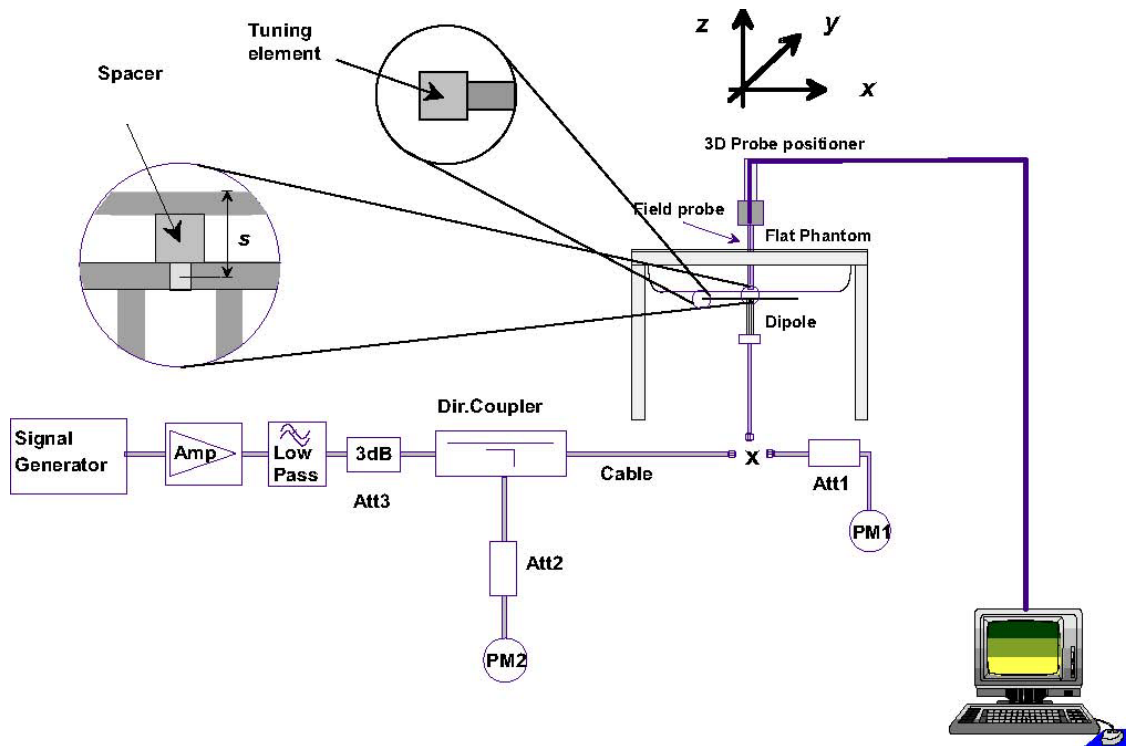 Tuning
element
Spacer
z
y
x
3D Probe positioner
Field probe
Flat Phantom
s
Dipole
Dir.Coupler
Signal
Generator
Amp
Low
Pass
3dB
Att3
Cable
x
Att1
PM1
Att2
PM2